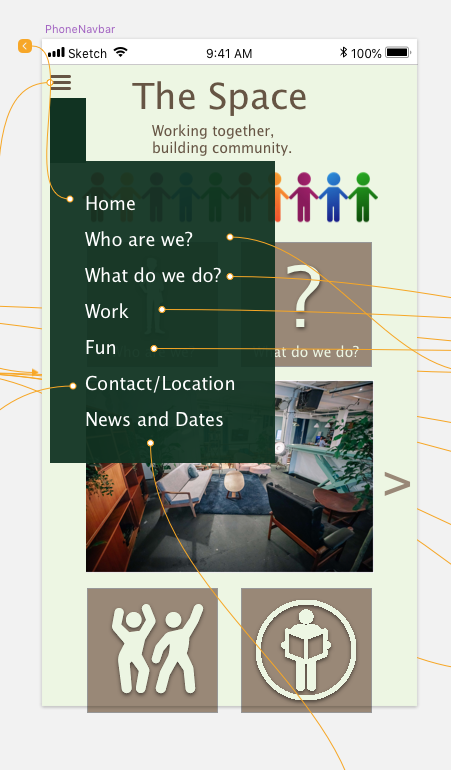 PhoneNavbar
Sketch
9:41 AM
100%
The Space
Working together,
building community.
Home
Who are we?
What do we do?
Work
Fun
Contact/Location
News and Dates
?
What do we do?
>